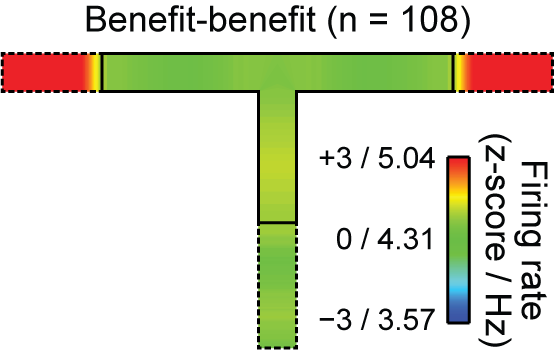 Benefit-benefit (n = 108)
+3 / 5.04
0 / 4.31
−3 / 3.57
Firing rate
(z-score / Hz)